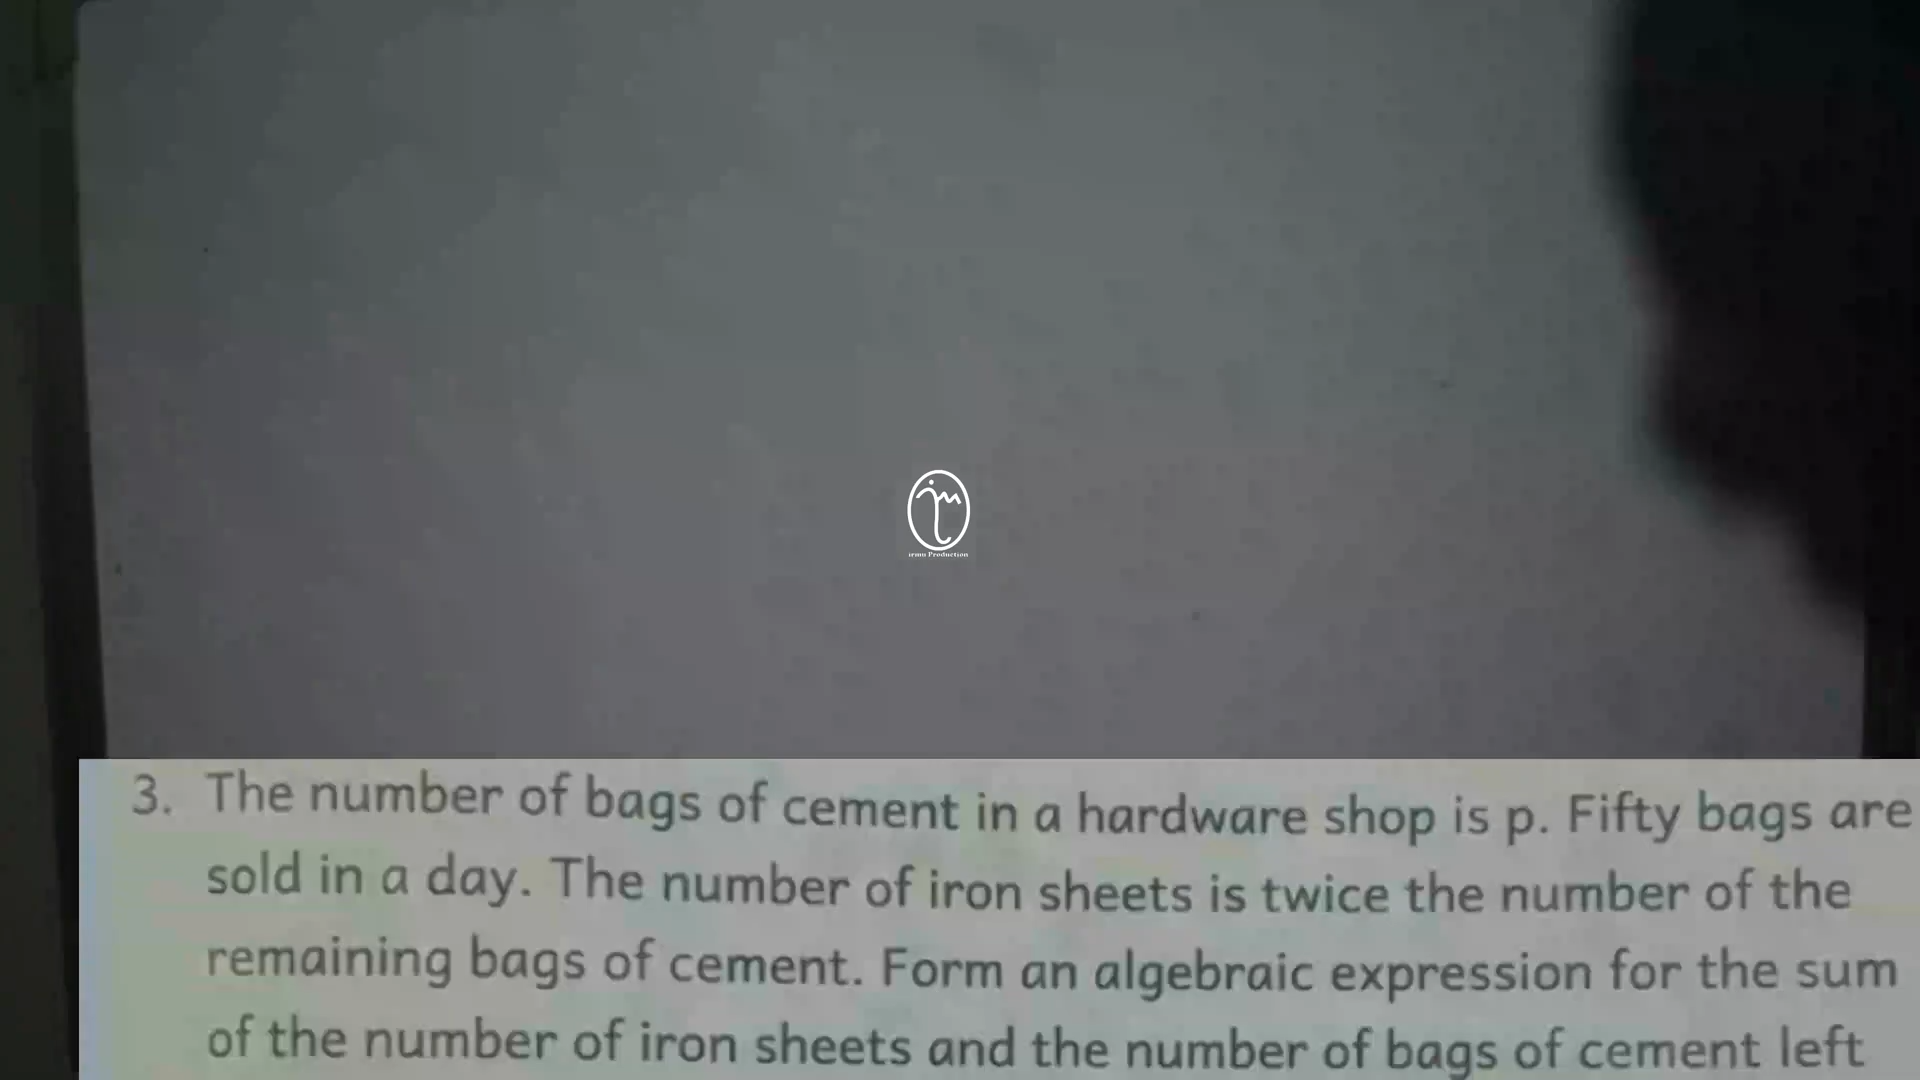 irmu Production
3. The number of bags of cement in a hardware shop is p. Fifty bags are
sold in a day. The number of iron sheets is twice the number of the
remaining bags of cement. Form an algebraic expression for the sum
of the number of iron sheets and the number of bags of cement left